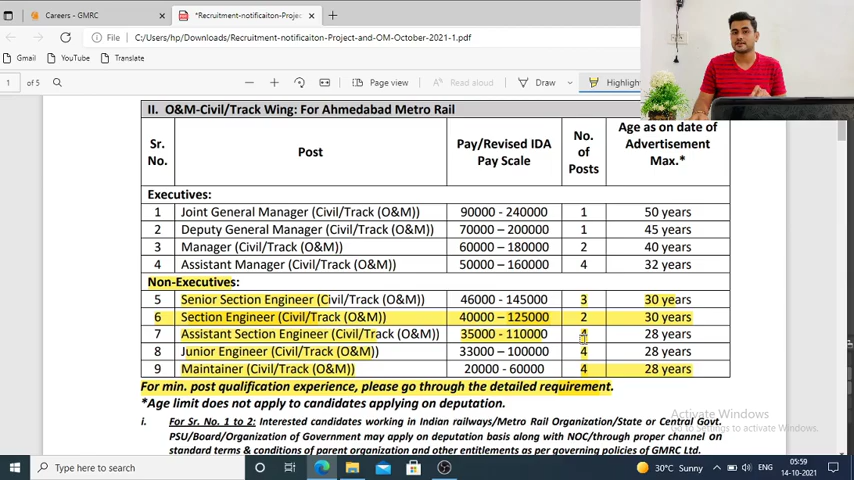 Careers - GMRC
*Recruitment-notificaiton-Proje
File
C:/Users/hp/Downloads/Recruitment-notificaiton-Project-and-OM-October-2021-1.pdf
Gmail
YouTube
Translate
1 of 5
Page view
Read aloud
Draw
Highligh
II. O&M-Civil/Track Wing: For Ahmedabad Metro Rail
Sr. No. Post Pay/Revised IDA Pay Scale No. of Posts Age as on date of Advertisement Max.*
Executives:
1 Joint General Manager (Civil/Track (O&M)) 90000 - 240000 1 50 years
2 Deputy General Manager (Civil/Track (O&M)) 70000 – 200000 1 45 years
3 Manager (Civil/Track (O&M)) 60000 – 180000 2 40 years
4 Assistant Manager (Civil/Track (O&M) 50000 – 160000 4 32 years
Non-Executives:
5 Senior Section Engineer (Civil/Track (O&M)) 46000 - 145000 3 30 years
6 Section Engineer (Civil/Track (O&M)) 40000 – 125000 2 30 years
7 Assistant Section Engineer (Civil/Track (O&M)) 35000 - 110000 4 28 years
8 Junior Engineer (Civil/Track (O&M)) 33000 – 100000 4 28 years
9 Maintainer (Civil/Track (O&M)) 20000 - 60000 4 28 years
For min. post qualification experience, please go through the detailed requirement.
*Age limit does not apply to candidates applying on deputation.
i. For Sr. No. 1 to 2: Interested candidates working in Indian railways/Metro Rail Organization/State or Central Govt.
PSU/Board/Organization of Government may apply on deputation basis along with NOC/through proper channel on
standard terms & conditions of parent organization and other entitlements as per governing policies of GMRC Ltd.
Activate Windows
Go to Settings to activate Windows.
Type here to search
30°C Sunny
ENG
05:59
14-10-2021